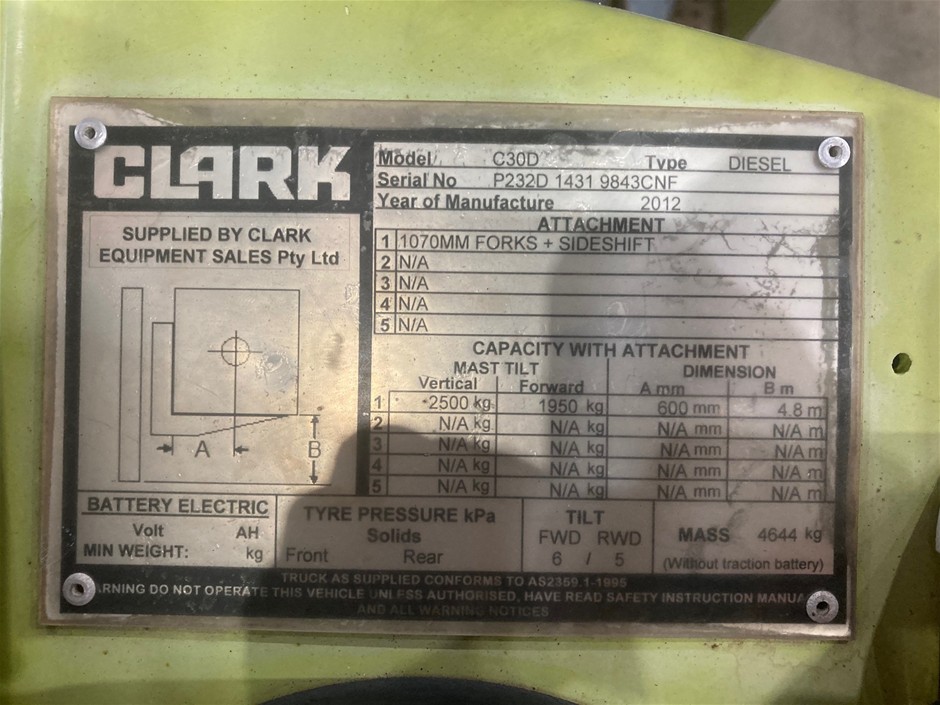 CLARK
SUPPLIED BY CLARK
EQUIPMENT SALES Pty Ltd
A
B
Model C30D Type DIESEL
Serial No P232D 1431 9843CNF
Year of Manufacture 2012
ATTACHMENT
1 1070MM FORKS + SIDESHIFT
2 N/A
3 N/A
4 N/A
5 N/A
CAPACITY WITH ATTACHMENT
MAST TILT DIMENSION
Vertical Forward A mm B m
1 2500 kg 1950 kg 600 mm 4.8 m
2 N/A kg N/A kg N/A mm N/A m
3 N/A kg N/A kg N/A mm N/A m
4 N/A kg N/A kg N/A mm N/A m
5 N/A kg N/A kg N/A mm N/A m
BATTERY ELECTRIC
Volt AH
MIN WEIGHT: kg
TYRE PRESSURE kPa
Solids
Front Rear
TILT
FWD RWD
6 / 5
MASS 4644 kg
(Without traction battery)
TRUCK AS SUPPLIED CONFORMS TO AS2359.1-1995
ARNING DO NOT OPERATE THIS VEHICLE UNLESS AUTHORISED, HAVE READ SAFETY INSTRUCTION MANUA
AND ALL WARNING NOTICES